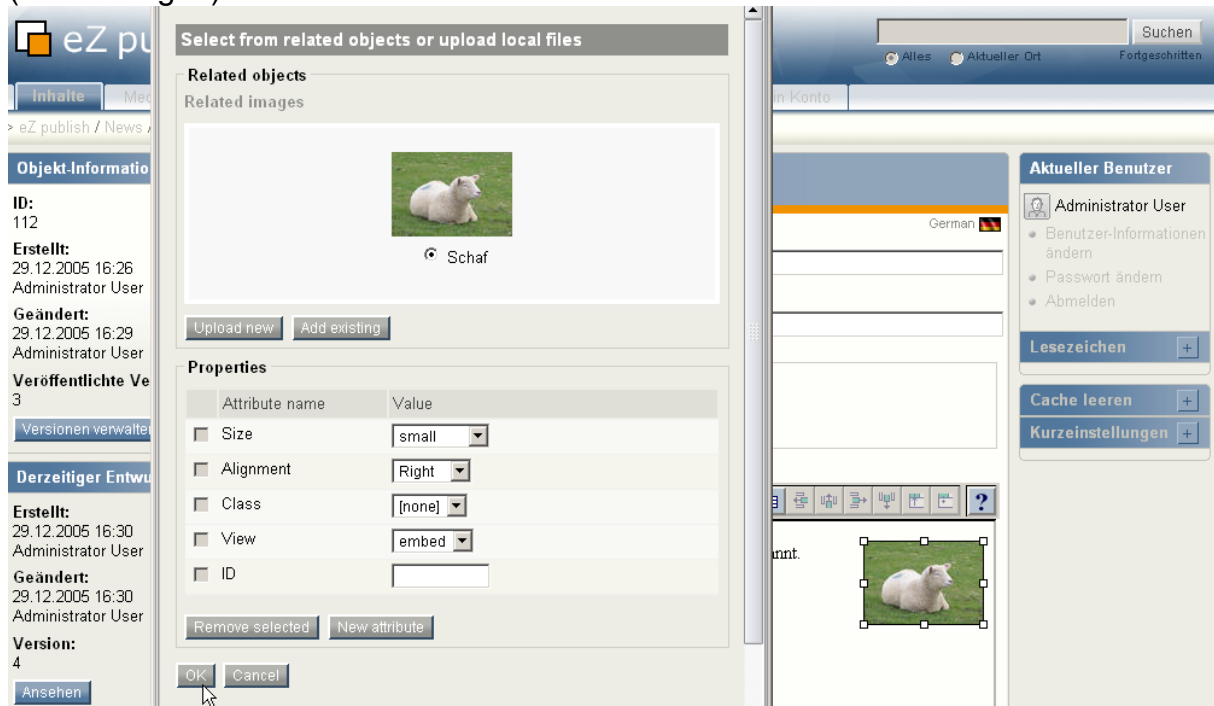 eZ pu
Suchen
Alles Aktueller Ort Fortgeschritten
Inhalte Med
n Konto
> eZ publish / News /
Objekt-Informatio
ID:
112
Erstellt:
29.12.2005 16:26
Administrator User
Geändert:
29.12.2005 16:29
Administrator User
Veröffentlichte Ve
3
Versionen verwalte
Derzeitiger Entwu
Erstellt:
29.12.2005 16:30
Administrator User
Geändert:
29.12.2005 16:30
Administrator User
Version:
4
Ansehen
Select from related objects or upload local files
Related objects
Related images
Schaf
Upload new Add existing
Properties
Attribute name Value
Size small
Alignment Right
Class [none]
View embed
ID
Remove selected New attribute
OK Cancel
German
?
nnt.
Aktueller Benutzer
Administrator User
Benutzer-Informationen
ändern
Passwort ändern
Abmelden
Lesezeichen +
Cache leeren +
Kurzeinstellungen +